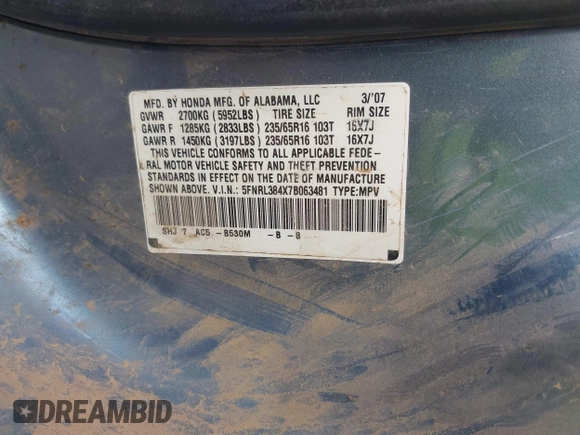 MFD. BY HONDA MFG. OF ALABAMA, LLC 3/'07
GVWR 2700KG (5952LBS) TIRE SIZE RIM SIZE
GAWR F 1285KG (2833LBS) 235/65R16 103T 16X7J
GAWR R 1450KG (3197LBS) 235/65R16 103T 16X7J
THIS VEHICLE CONFORMS TO ALL APPLICABLE FEDE-
RAL MOTOR VEHICLE SAFETY AND THEFT PREVENTION
STANDARDS IN EFFECT ON THE DATE OF MANUFACTURE
SHOWN ABOVE. V.I.N.: 5FNRL384X7B063481 TYPE:MPV
SHJ 7 AC5 - B530M - B - B
DREAMBID